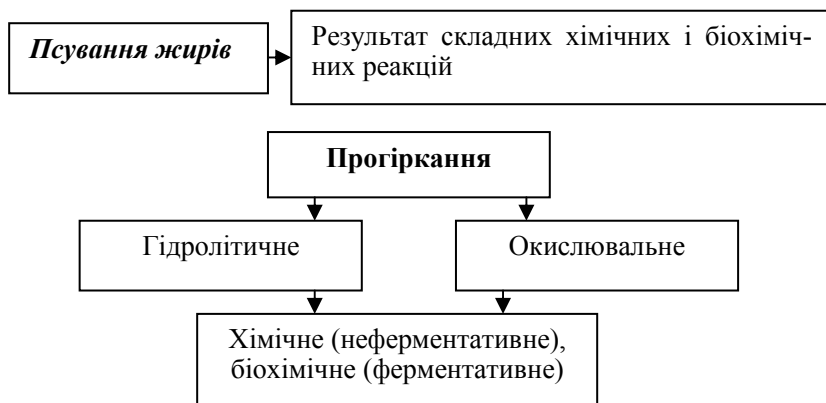 Псування жирів
Результат складних хімічних і біохіміч-
них реакцій
Прогіркання
Гідролітичне
Окислювальне
Хімічне (неферментативне),
біохімічне (ферментативне)